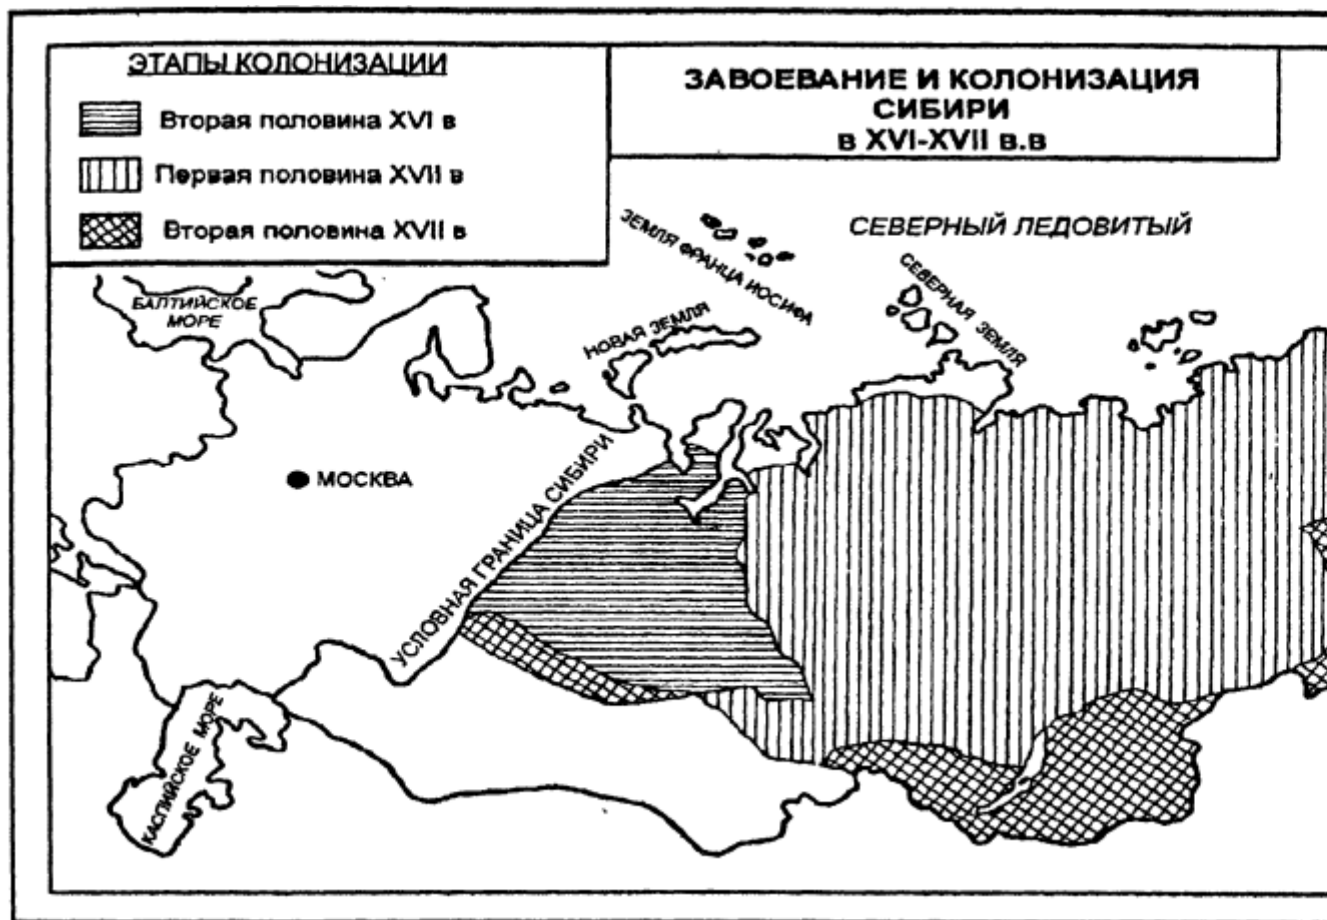 ЭТАПЫ КОЛОНИЗАЦИИ
Вторая половина XVI в
Первая половина XVII в
Вторая половина XVII в
ЗАВОЕВАНИЕ И КОЛОНИЗАЦИЯ
СИБИРИ
в XVI-XVII в.в
СЕВЕРНЫЙ ЛЕДОВИТЫЙ
ЗЕМЛЯ ФРАНЦА ИОСИФА
СЕВЕРНАЯ ЗЕМЛЯ
БАЛТИЙСКОЕ
МОРЕ
НОВАЯ ЗЕМЛЯ
МОСКВА
УСЛОВНАЯ ГРАНИЦА СИБИРИ
КАСПИЙСКОЕ МОРЕ